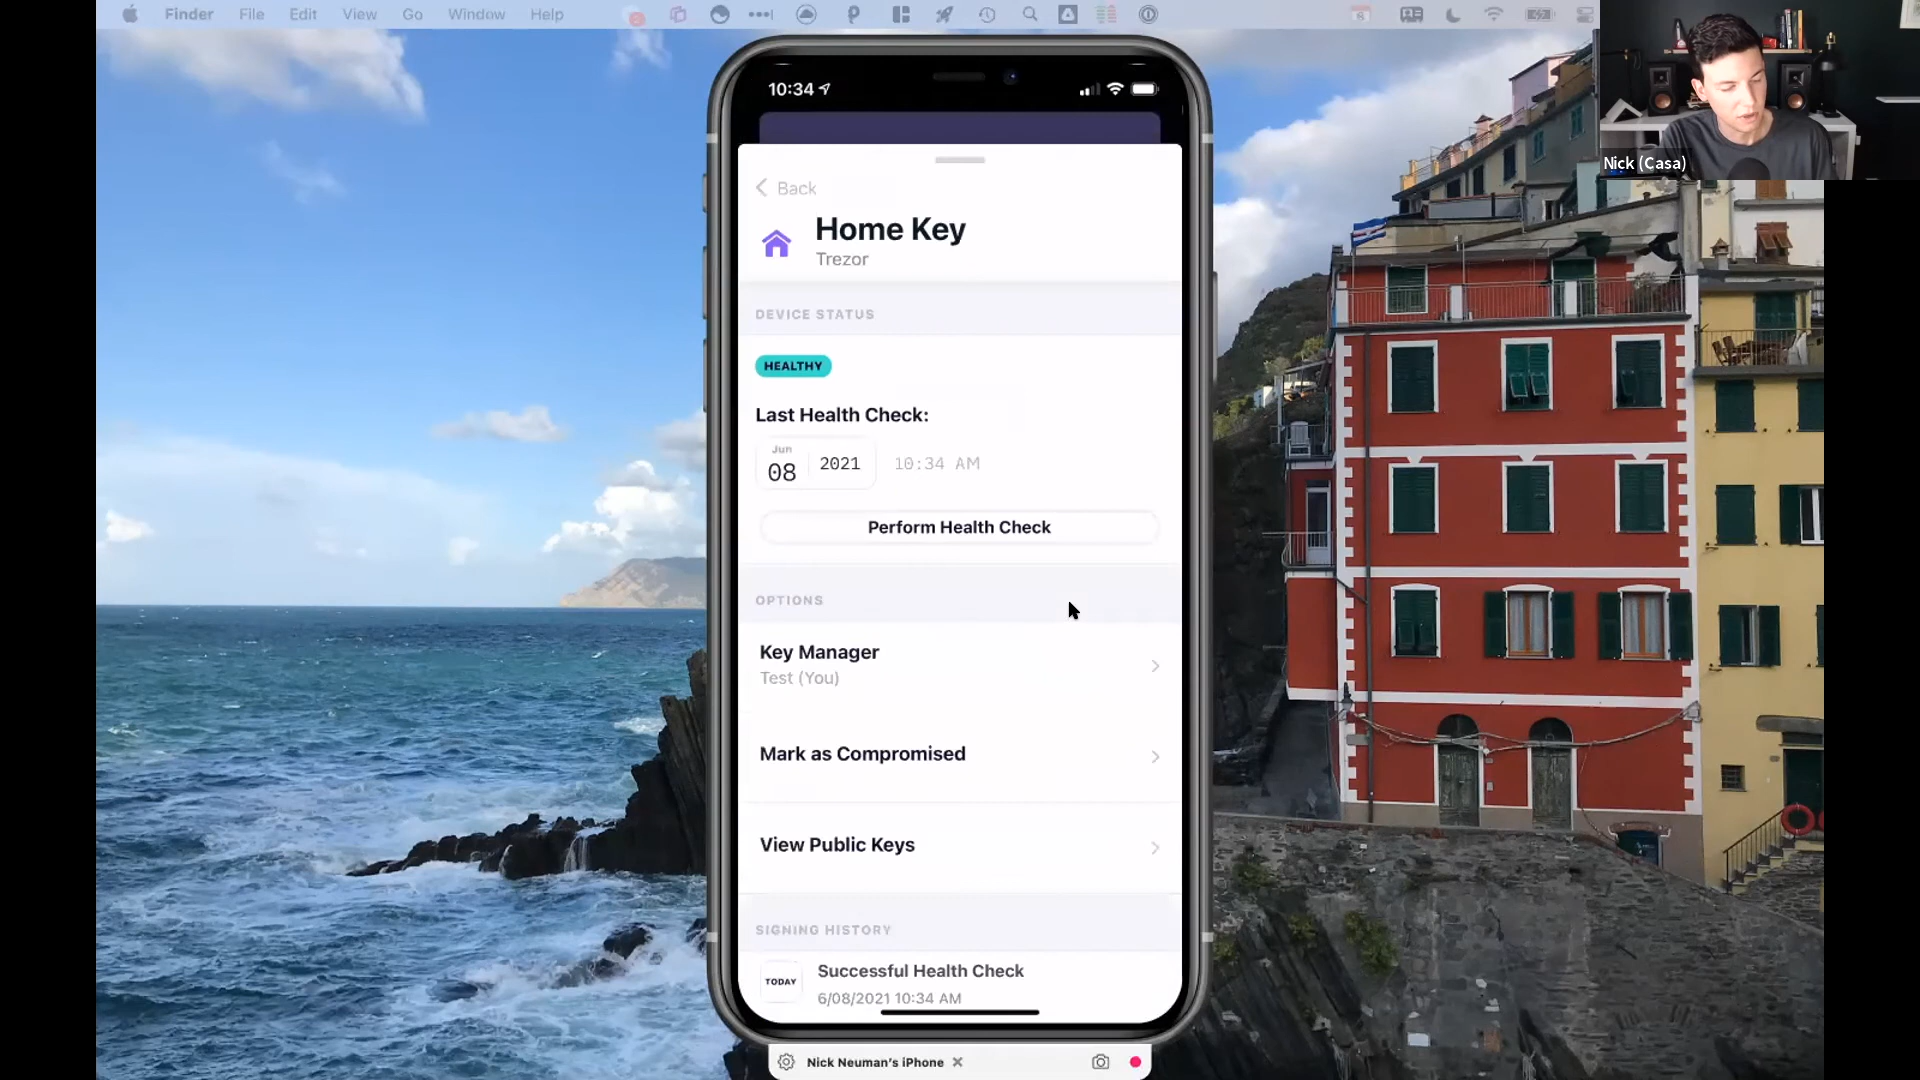 Finder File Edit View Go Window Help
10:34
Nick (Casa)
Back
Home Key
Trezor
DEVICE STATUS
HEALTHY
Last Health Check:
Jun
08 2021 10:34 AM
Perform Health Check
OPTIONS
Key Manager
Test (You)
Mark as Compromised
View Public Keys
SIGNING HISTORY
TODAY
Successful Health Check
6/08/2021 10:34 AM
Nick Neuman's iPhone